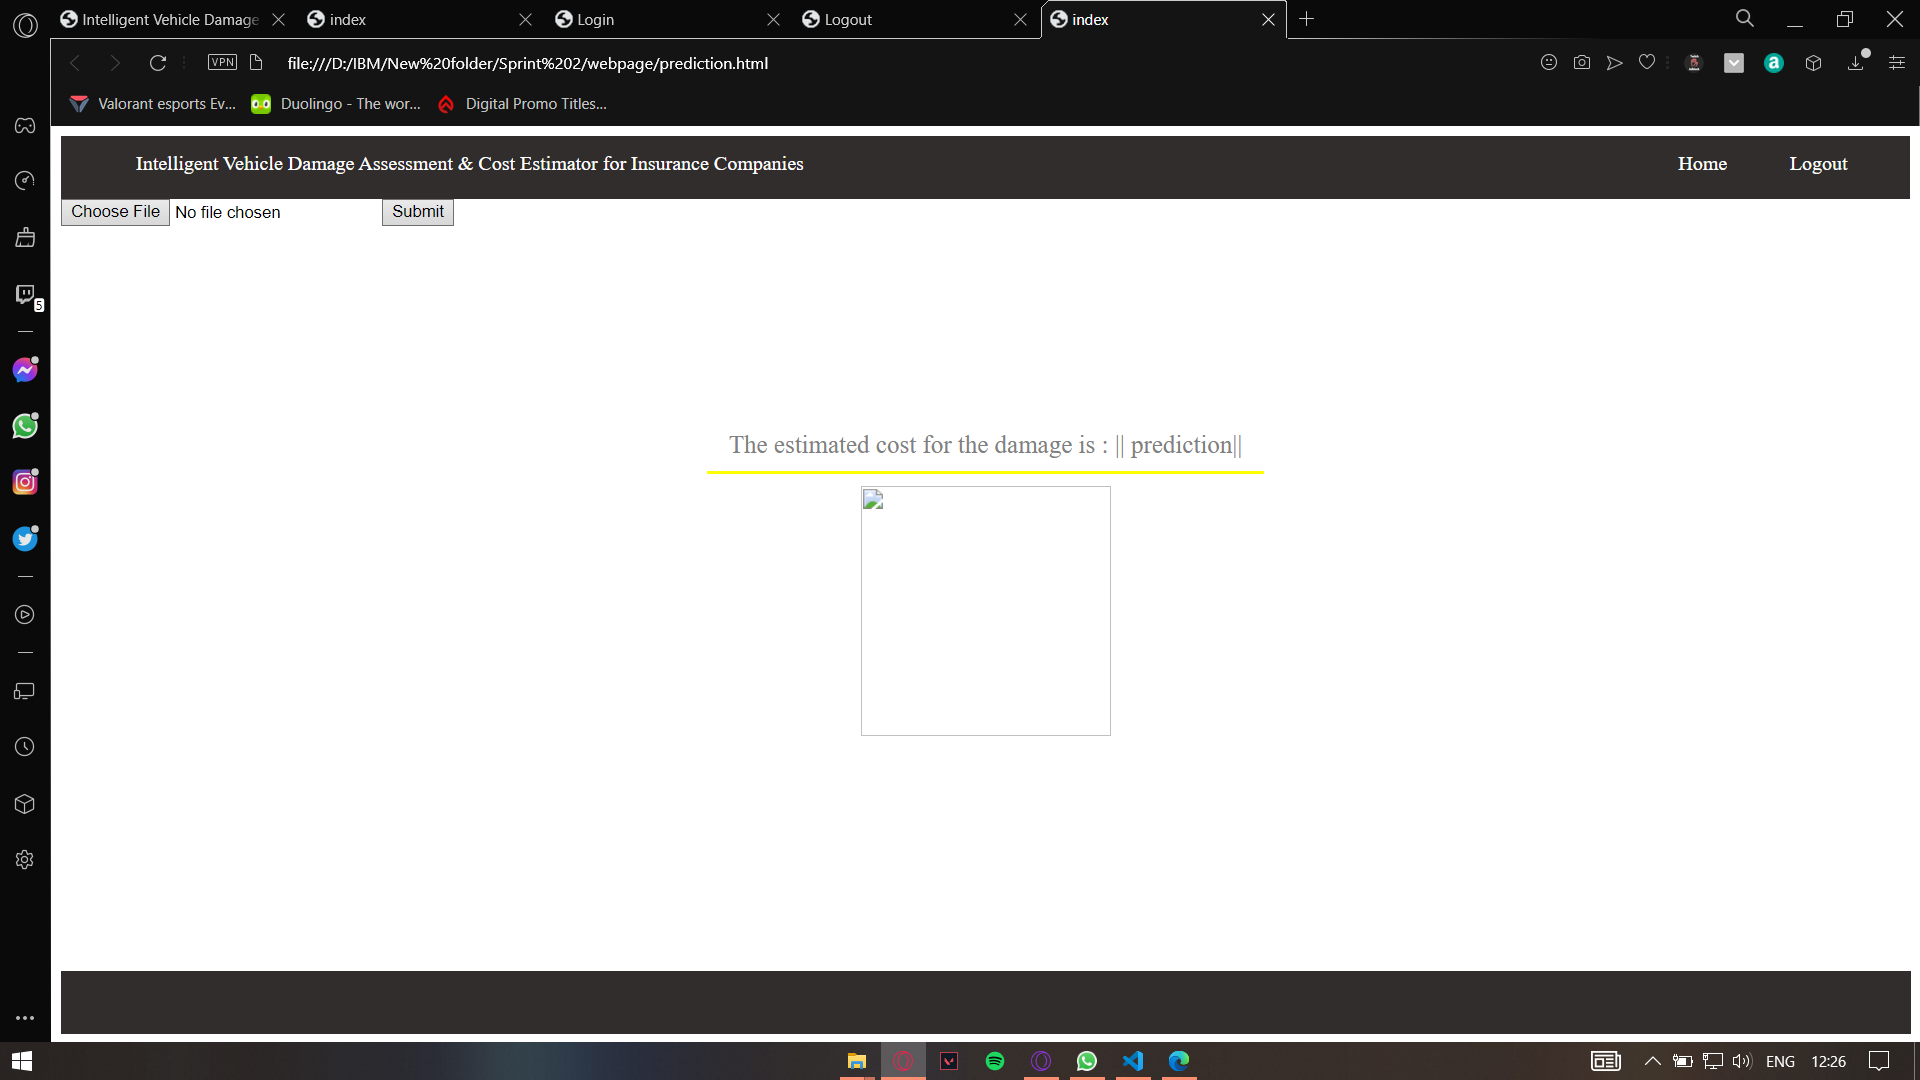 Intelligent Vehicle Damage
index
Login
Logout
index
VPN
file:///D:/IBM/New%20folder/Sprint%202/webpage/prediction.html
Valorant esports Ev...
Duolingo - The wor...
Digital Promo Titles...
Intelligent Vehicle Damage Assessment & Cost Estimator for Insurance Companies
Home
Logout
Choose File
No file chosen
Submit
5
The estimated cost for the damage is : || prediction||
ENG
12:26